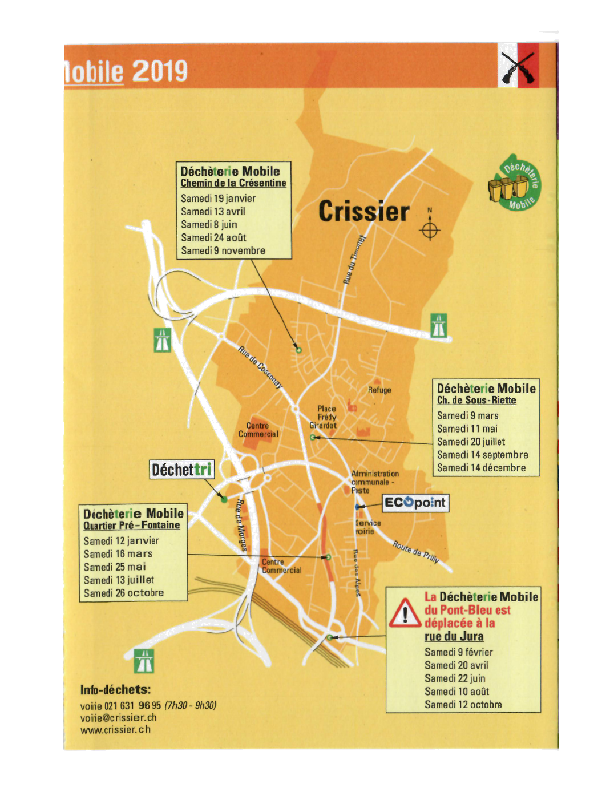 Mobile 2019
Déchèterie Mobile
Déchèterie Mobile
Chemin de la Crésentine
Samedi 19 janvier
Samedi 13 avril
Samedi 8 juin
Samedi 24 août
Samedi 9 novembre
Crissier
N
Rue du Timonet
Rue de Cossonay
Refuge
Place
Frédy
Girardet
Centre
Commercial
Déchèterie Mobile
Ch. de Sous-Riette
Samedi 9 mars
Samedi 11 mai
Samedi 20 juillet
Samedi 14 septembre
Samedi 14 décembre
Déchettri
Administration
communale -
Poste
ECOpoint
Service
voirie
Route de Prilly
Rue de Morges
Rue des Alpes
Centre
Commercial
Déchèterie Mobile
Quartier Pré-Fontaine
Samedi 12 janvier
Samedi 16 mars
Samedi 25 mai
Samedi 13 juillet
Samedi 26 octobre
La Déchèterie Mobile
du Pont-Bleu est
déplacée à la
rue du Jura
Samedi 9 février
Samedi 20 avril
Samedi 22 juin
Samedi 10 août
Samedi 12 octobre
Info-déchets:
voirie 021 631 96 95 (7h30 - 9h30)
voirie@crissier.ch
www.crissier.ch